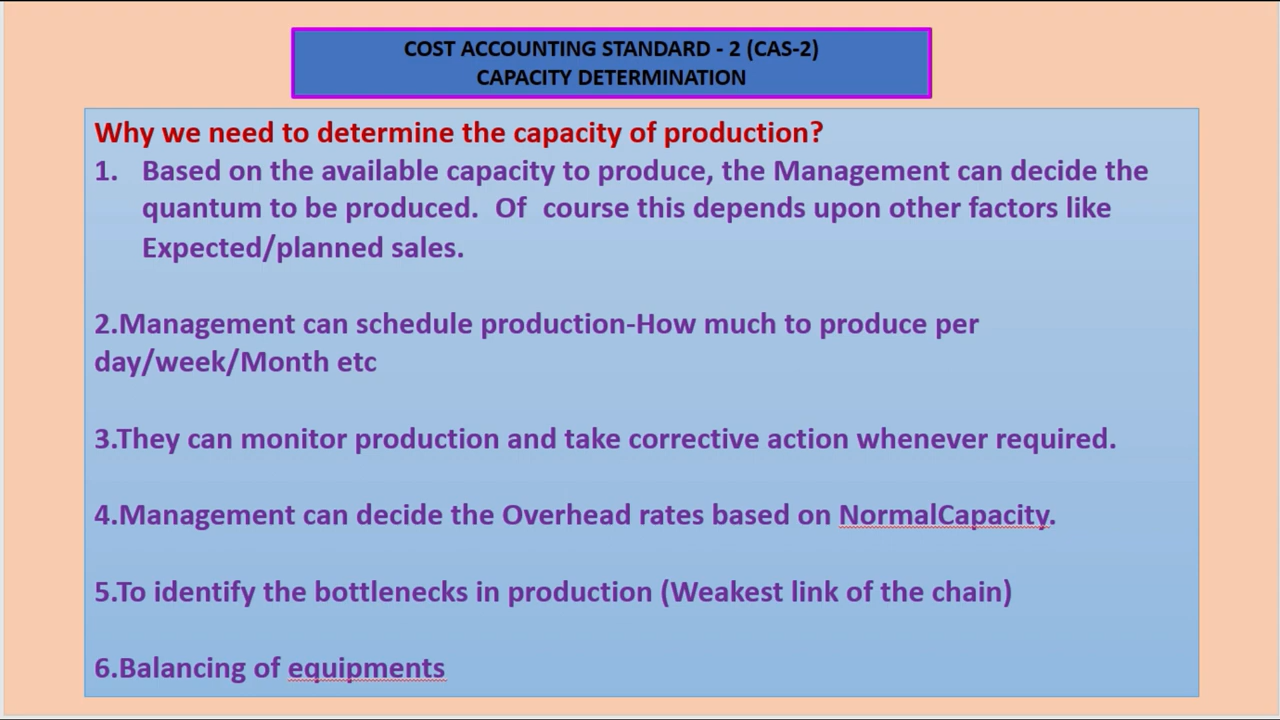 COST ACCOUNTING STANDARD - 2 (CAS-2)
CAPACITY DETERMINATION
Why we need to determine the capacity of production?
1. Based on the available capacity to produce, the Management can decide the
quantum to be produced. Of course this depends upon other factors like
Expected/planned sales.
2.Management can schedule production-How much to produce per
day/week/Month etc
3.They can monitor production and take corrective action whenever required.
4.Management can decide the Overhead rates based on NormalCapacity.
5.To identify the bottlenecks in production (Weakest link of the chain)
6.Balancing of equipments